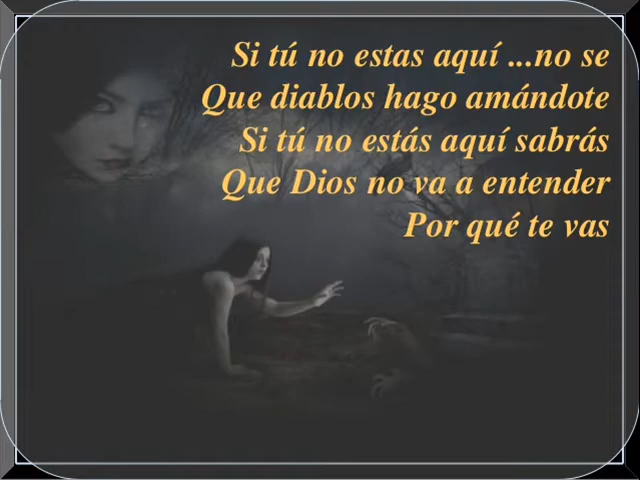 Si tú no estas aquí ...no se
Que diablos hago amándote
Si tú no estás aquí sabrás
Que Dios no va a entender
Por qué te vas